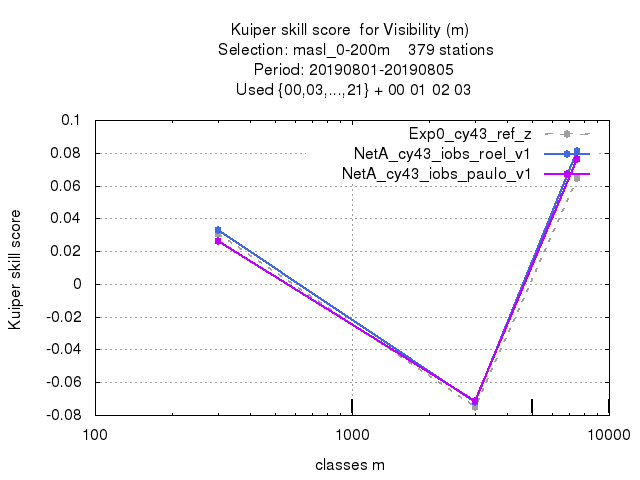 Kuiper skill score  for Visibility (m)
Selection: masl_0-200m    379 stations
Period: 20190801-20190805
Used {00,03,...,21} + 00 01 02 03
Exp0_cy43_ref_z
NetA_cy43_iobs_roel_v1
NetA_cy43_iobs_paulo_v1
Kuiper skill score
0.1
0.08
0.06
0.04
0.02
0
-0.02
-0.04
-0.06
-0.08
100
1000
10000
classes m